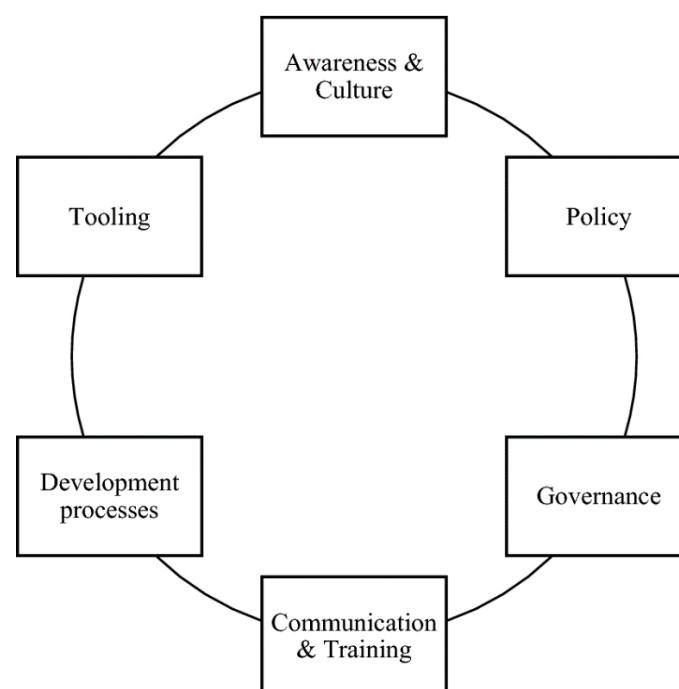 Awareness &
Culture
Tooling
Policy
Development
processes
Governance
Communication
& Training